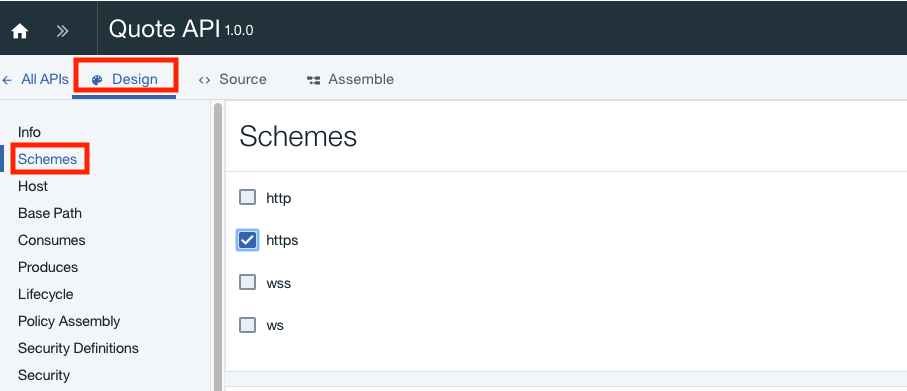 Quote API 1.0.0
All APIs Design Source Assemble
Info
Schemes
Host
Base Path
Consumes
Produces
Lifecycle
Policy Assembly
Security Definitions
Security
Schemes
http
https
wss
ws